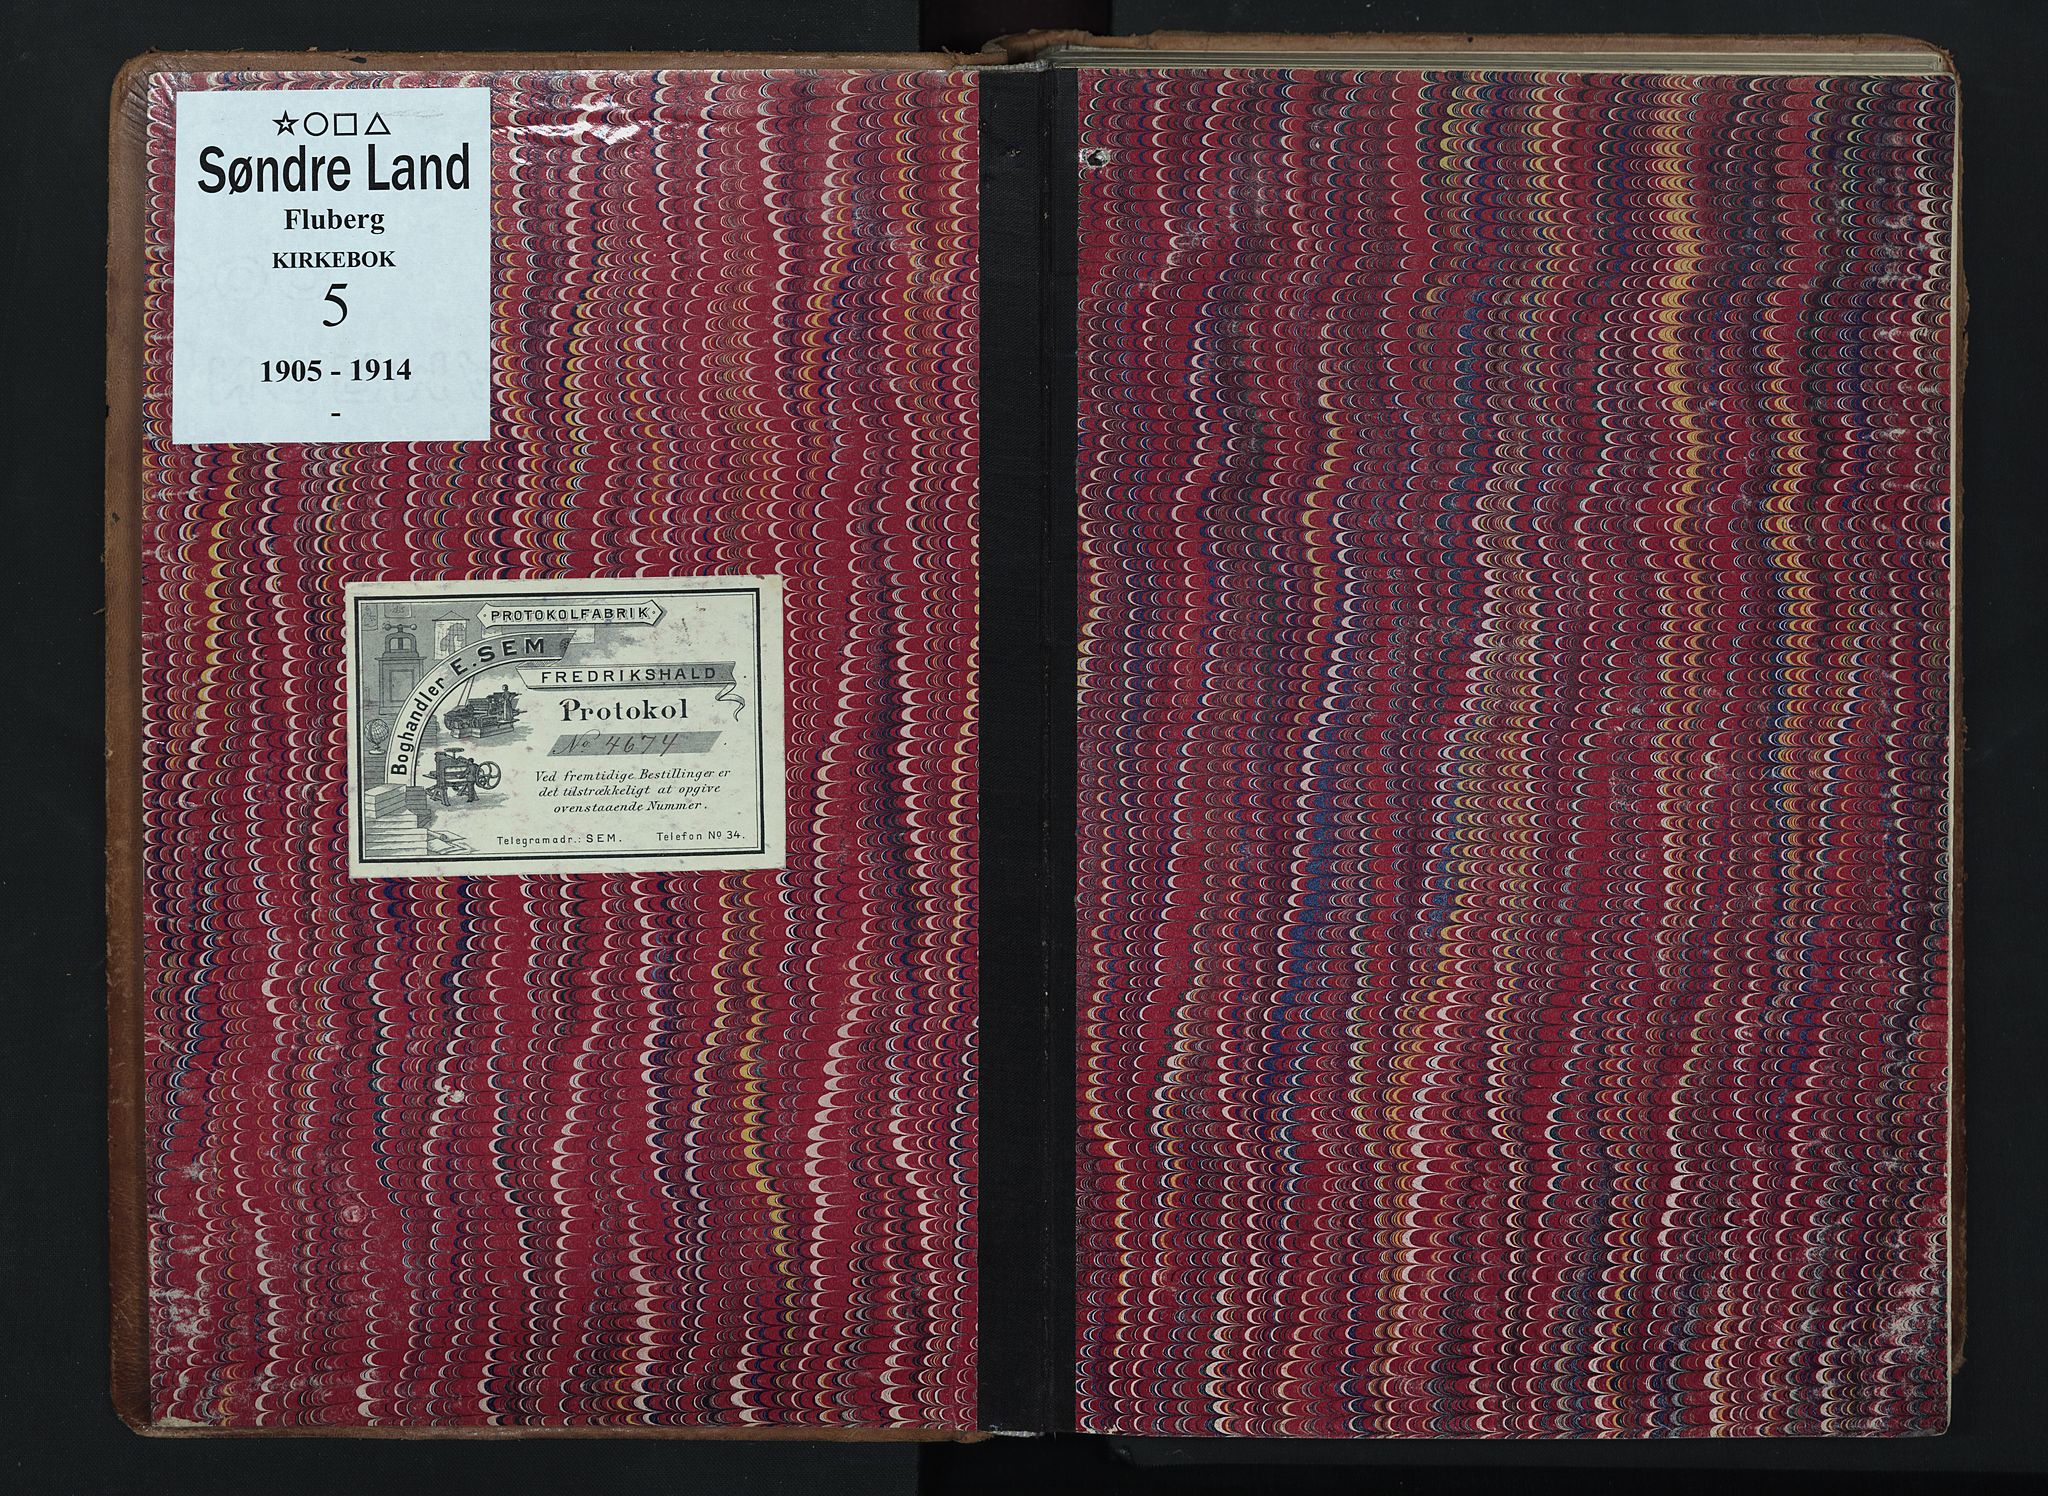 ☆○□△
Søndre Land
Fluberg
KIRKEBOK
5
1905 - 1914
-
PROTOKOLFABRIK
Boghandler E. SEM
FREDRIKSHALD
Protokol
No 4674
Ved fremtidige Bestillinger er
det tilstrækkeligt at opgive
ovenstaaende Nummer.
Telegramadr.: SEM. Telefon No 34.